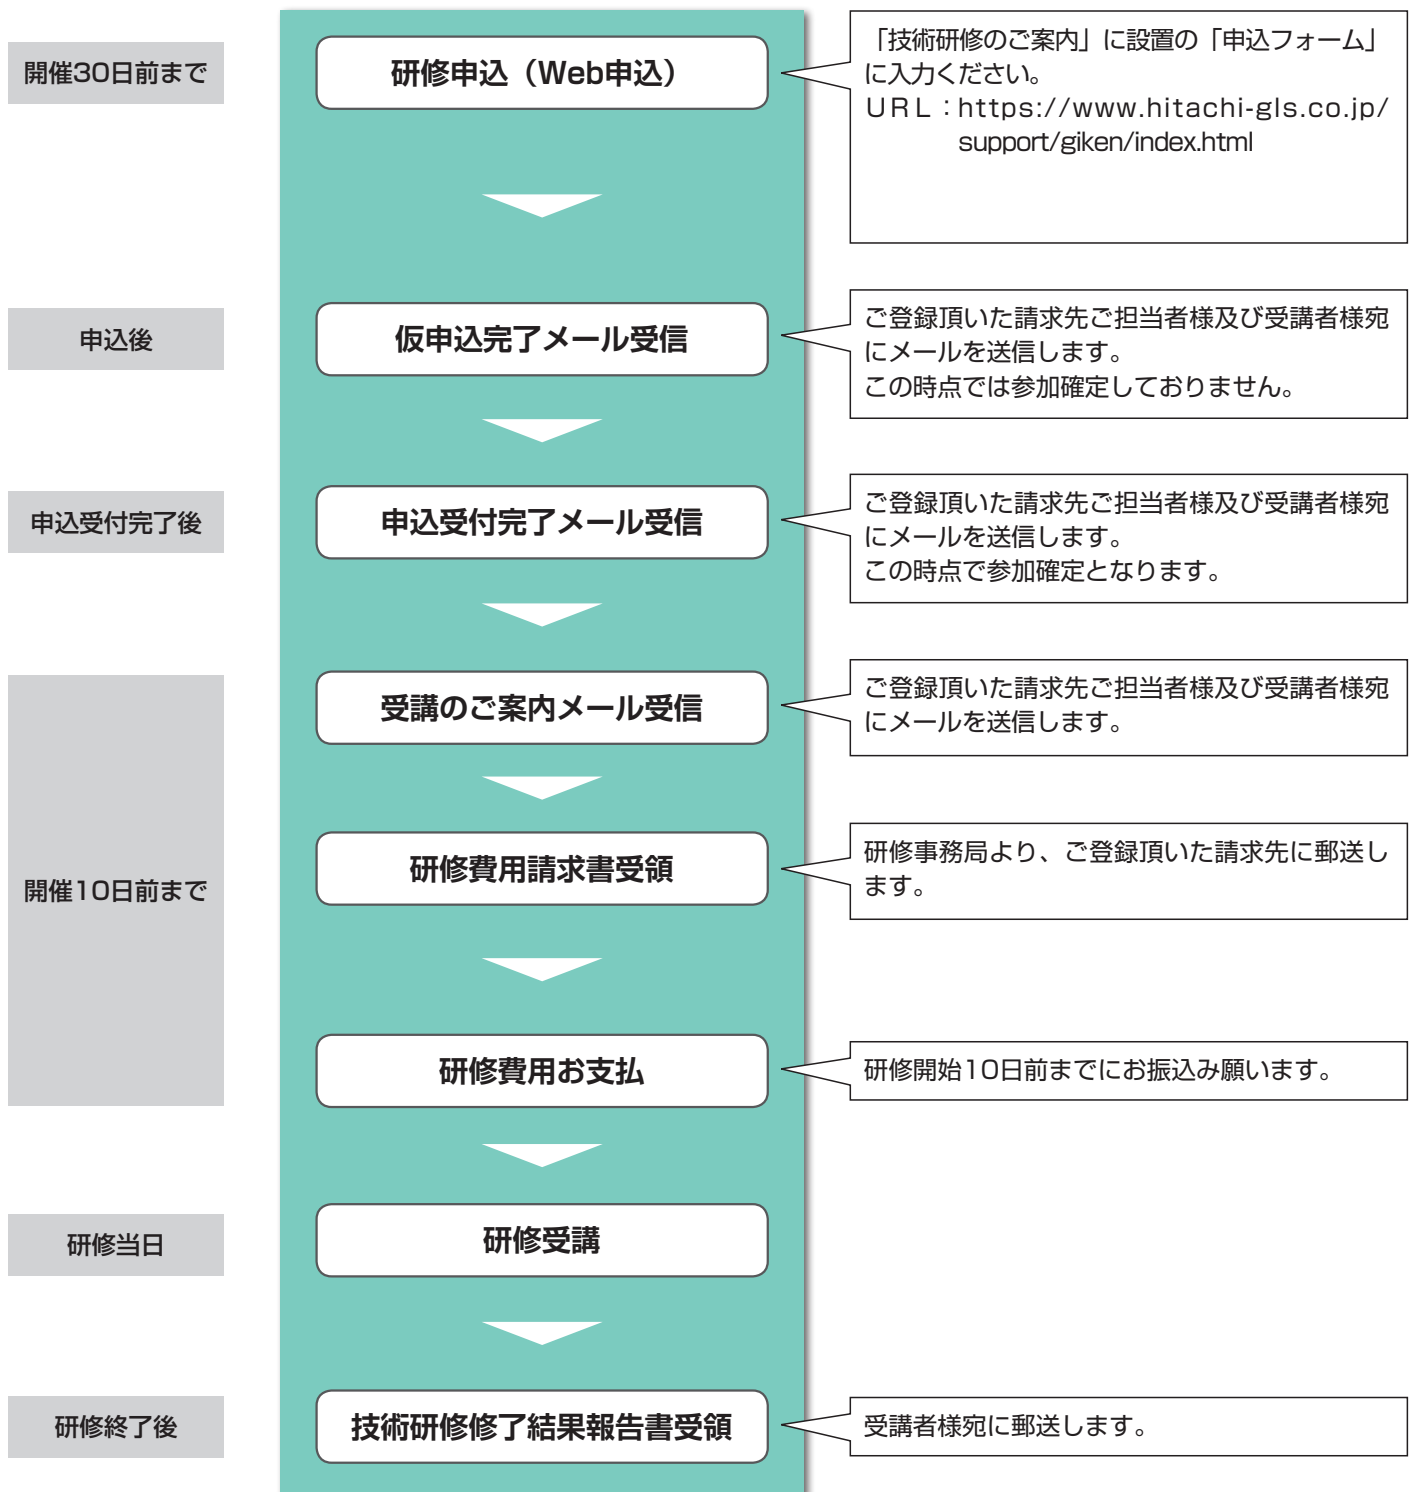 開催30日前まで
研修申込（Web申込）
「技術研修のご案内」に設置の「申込フォーム」
に入力ください。
ＵＲＬ：https://www.hitachi-gls.co.jp/
support/giken/index.html
申込後
仮申込完了メール受信
ご登録頂いた請求先ご担当者様及び受講者様宛
にメールを送信します。
この時点では参加確定しておりません。
申込受付完了後
申込受付完了メール受信
ご登録頂いた請求先ご担当者様及び受講者様宛
にメールを送信します。
この時点で参加確定となります。
開催10日前まで
受講のご案内メール受信
ご登録頂いた請求先ご担当者様及び受講者様宛
にメールを送信します。
研修費用請求書受領
研修事務局より、ご登録頂いた請求先に郵送し
ます。
研修費用お支払
研修開始10日前までにお振込み願います。
研修当日
研修受講
研修終了後
技術研修修了結果報告書受領
受講者様宛に郵送します。